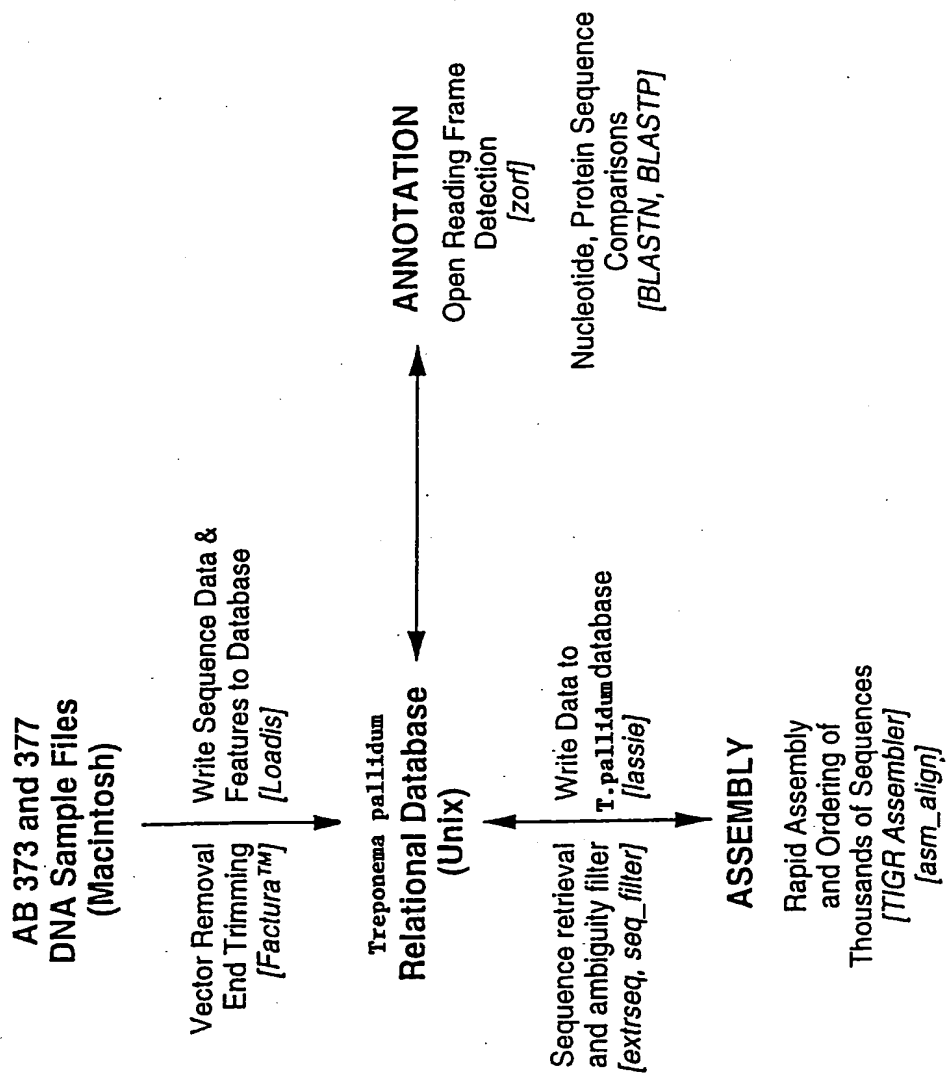 AB 373 and 377
DNA Sample Files
(Macintosh)
Vector Removal
End Trimming
[Factura™]
Write Sequence Data &
Features to Database
[Loadis]
Treponema pallidum
Relational Database
(Unix)
ANNOTATION
Open Reading Frame
Detection
[zorf]
Nucleotide, Protein Sequence
Comparisons
[BLASTN, BLASTP]
Sequence retrieval
and ambiguity filter
[extrseq, seq_filter]
Write Data to
T.pallidum database
[lassie]
ASSEMBLY
Rapid Assembly
and Ordering of
Thousands of Sequences
[TIGR Assembler]
[asm_align]